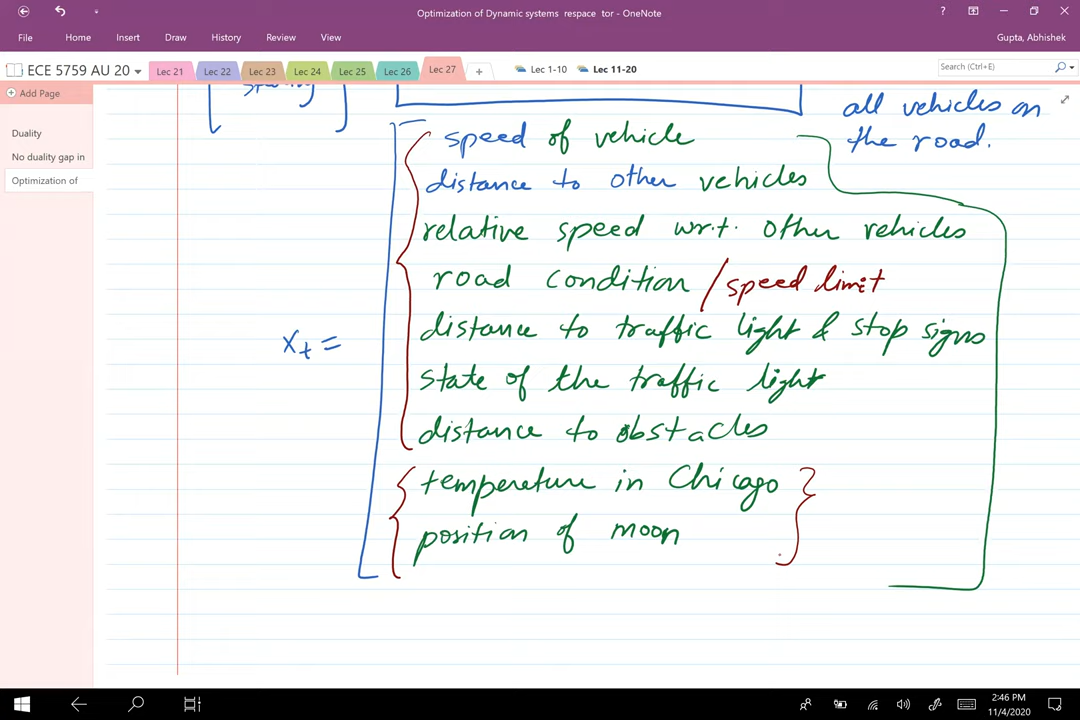 Optimization of Dynamic systems respace tor - OneNote
File Home Insert Draw History Review View Gupta, Abhishek
ECE 5759 AU 20 Lec 21 Lec 22 Lec 23 Lec 24 Lec 25 Lec 26 Lec 27 Lec 1-10 Lec 11-20 Search (Ctrl+E)
Add Page
Duality
No duality gap in
Optimization of
all vehicles on
the road.
speed of vehicle
distance to other vehicles
relative speed w.r.t. other vehicles
road condition / speed limit
distance to traffic light & stop signs
xt =
state of the traffic light
distance to obstacles
temperature in Chicago
position of moon
2:46 PM
11/4/2020